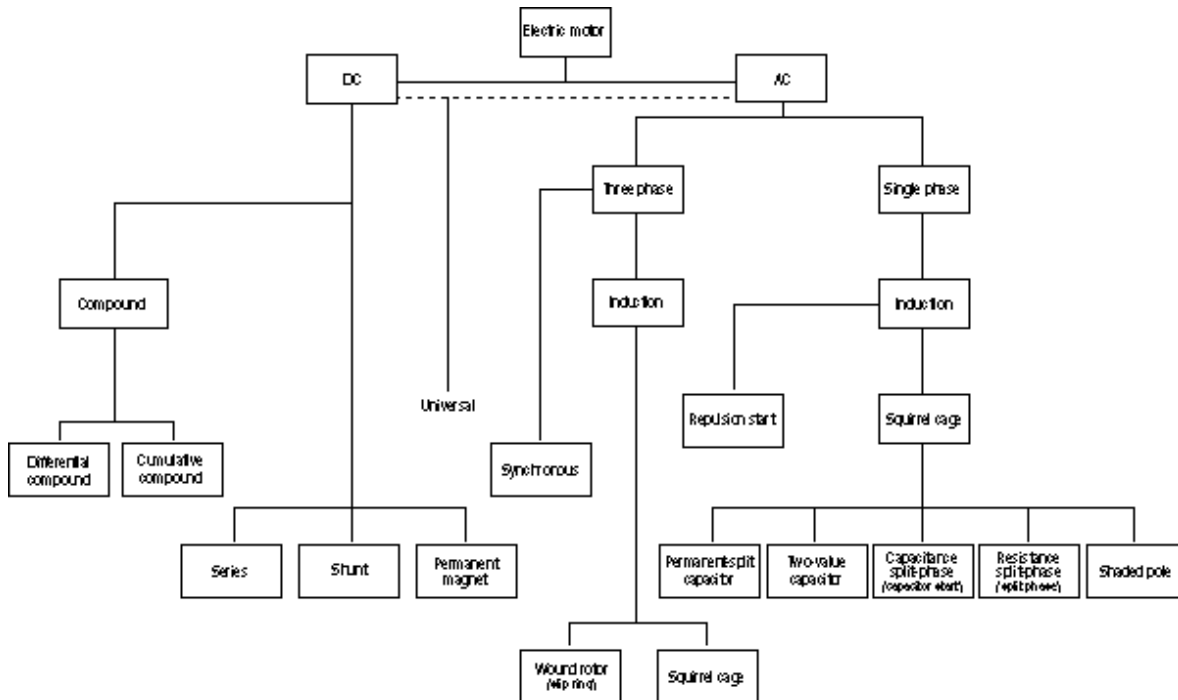 Electric motor
DC
AC
Three phase
Single phase
Compound
Induction
Induction
Universal
Repulsion start
Squirrel cage
Differential
compound
Cumulative
compound
Synchronous
Series
Shunt
Permanent
magnet
Permanent-split
capacitor
Two-value
capacitor
Capacitance
split-phase
(capacitor start)
Resistance
split-phase
(split phase)
Shaded pole
Wound rotor
(slip ring)
Squirrel cage